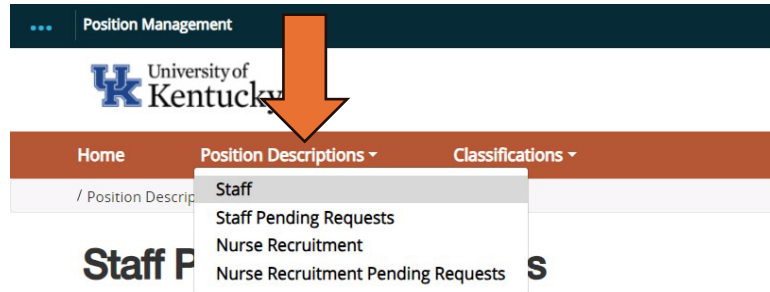 ••• Position Management
University of
Kentucky
Home Position Descriptions Classifications
/ Position Descrip
Staff
Staff Pending Requests
Nurse Recruitment
Staff P s
Nurse Recruitment Pending Requests